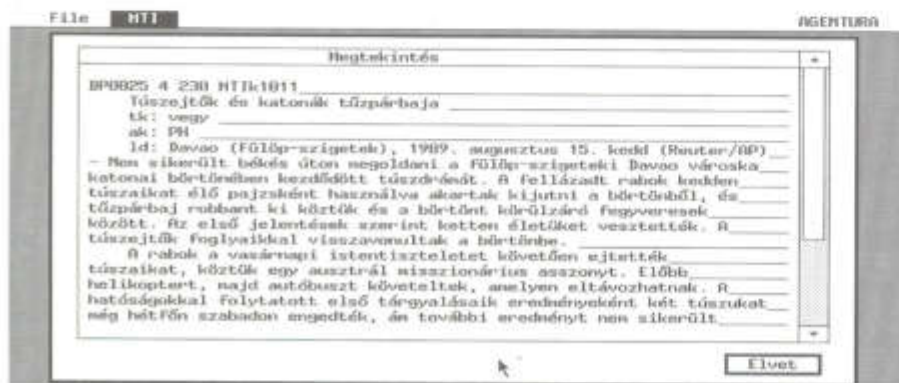 File MTI AGENTURA
Megtekintés
BP0025 4 230 MTIk1011
Túszejtők és katonák tűzpárbaja
tk: vegy
ak: PH
ld: Davao (Fülöp-szigetek), 1989. augusztus 15. kedd (Reuter/AP)
- Nem sikerült békés úton megoldani a Fülöp-szigeteki Davao városka
katonai börtönében kezdődött túszdrámát. A fellázadt rabok kedden
túszaikat élő pajzsként használva akartak kijutni a börtönből, és
tűzpárbaj robbant ki köztük és a börtönt körülzáró fegyveresek
között. Az első jelentések szerint ketten életüket vesztették. A
túszejtők foglyaikkal visszavonultak a börtönbe.
A rabok a vasárnapi istentiszteletet követően ejtették
túszaikat, köztük egy ausztrál misszionárius asszonyt. Előbb
helikoptert, majd autóbuszt követeltek, amelyen eltávozhatnak. A
hatóságokkal folytatott első tárgyalásaik eredményeként két túszukat
még hétfőn szabadon engedték, ám további eredményt nem sikerült
Elvet